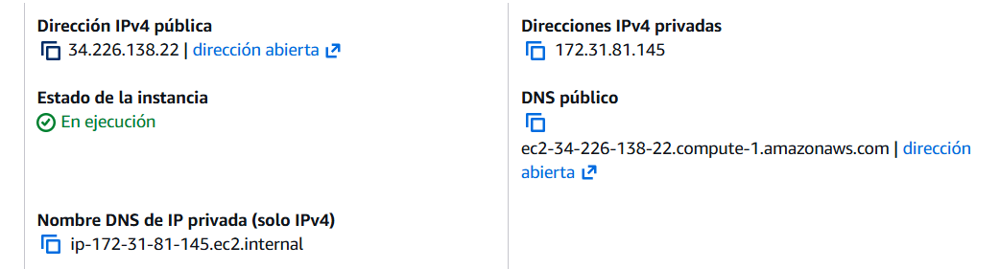 Dirección IPv4 pública
34.226.138.22 | dirección abierta
Direcciones IPv4 privadas
172.31.81.145
Estado de la instancia
En ejecución
DNS público
ec2-34-226-138-22.compute-1.amazonaws.com | dirección
abierta
Nombre DNS de IP privada (solo IPv4)
ip-172-31-81-145.ec2.internal